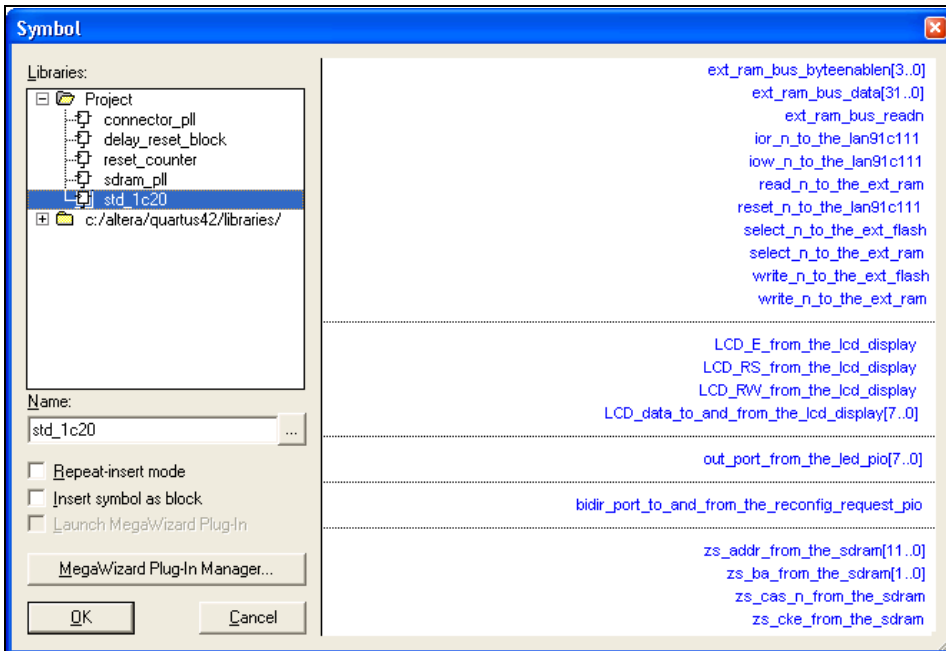 Symbol
Libraries:
Project
connector_pll
delay_reset_block
reset_counter
sdram_pll
std_1c20
c:/altera/quartus42/libraries/
Name:
std_1c20
...
Repeat-insert mode
Insert symbol as block
Launch MegaWizard Plug-In
MegaWizard Plug-In Manager...
OK
Cancel
ext_ram_bus_byteenablen[3..0]
ext_ram_bus_data[31..0]
ext_ram_bus_readn
ior_n_to_the_lan91c111
iow_n_to_the_lan91c111
read_n_to_the_ext_ram
reset_n_to_the_lan91c111
select_n_to_the_ext_flash
select_n_to_the_ext_ram
write_n_to_the_ext_flash
write_n_to_the_ext_ram
LCD_E_from_the_lcd_display
LCD_RS_from_the_lcd_display
LCD_RW_from_the_lcd_display
LCD_data_to_and_from_the_lcd_display[7..0]
out_port_from_the_led_pio[7..0]
bidir_port_to_and_from_the_reconfig_request_pio
zs_addr_from_the_sdram[11..0]
zs_ba_from_the_sdram[1..0]
zs_cas_n_from_the_sdram
zs_cke_from_the_sdram